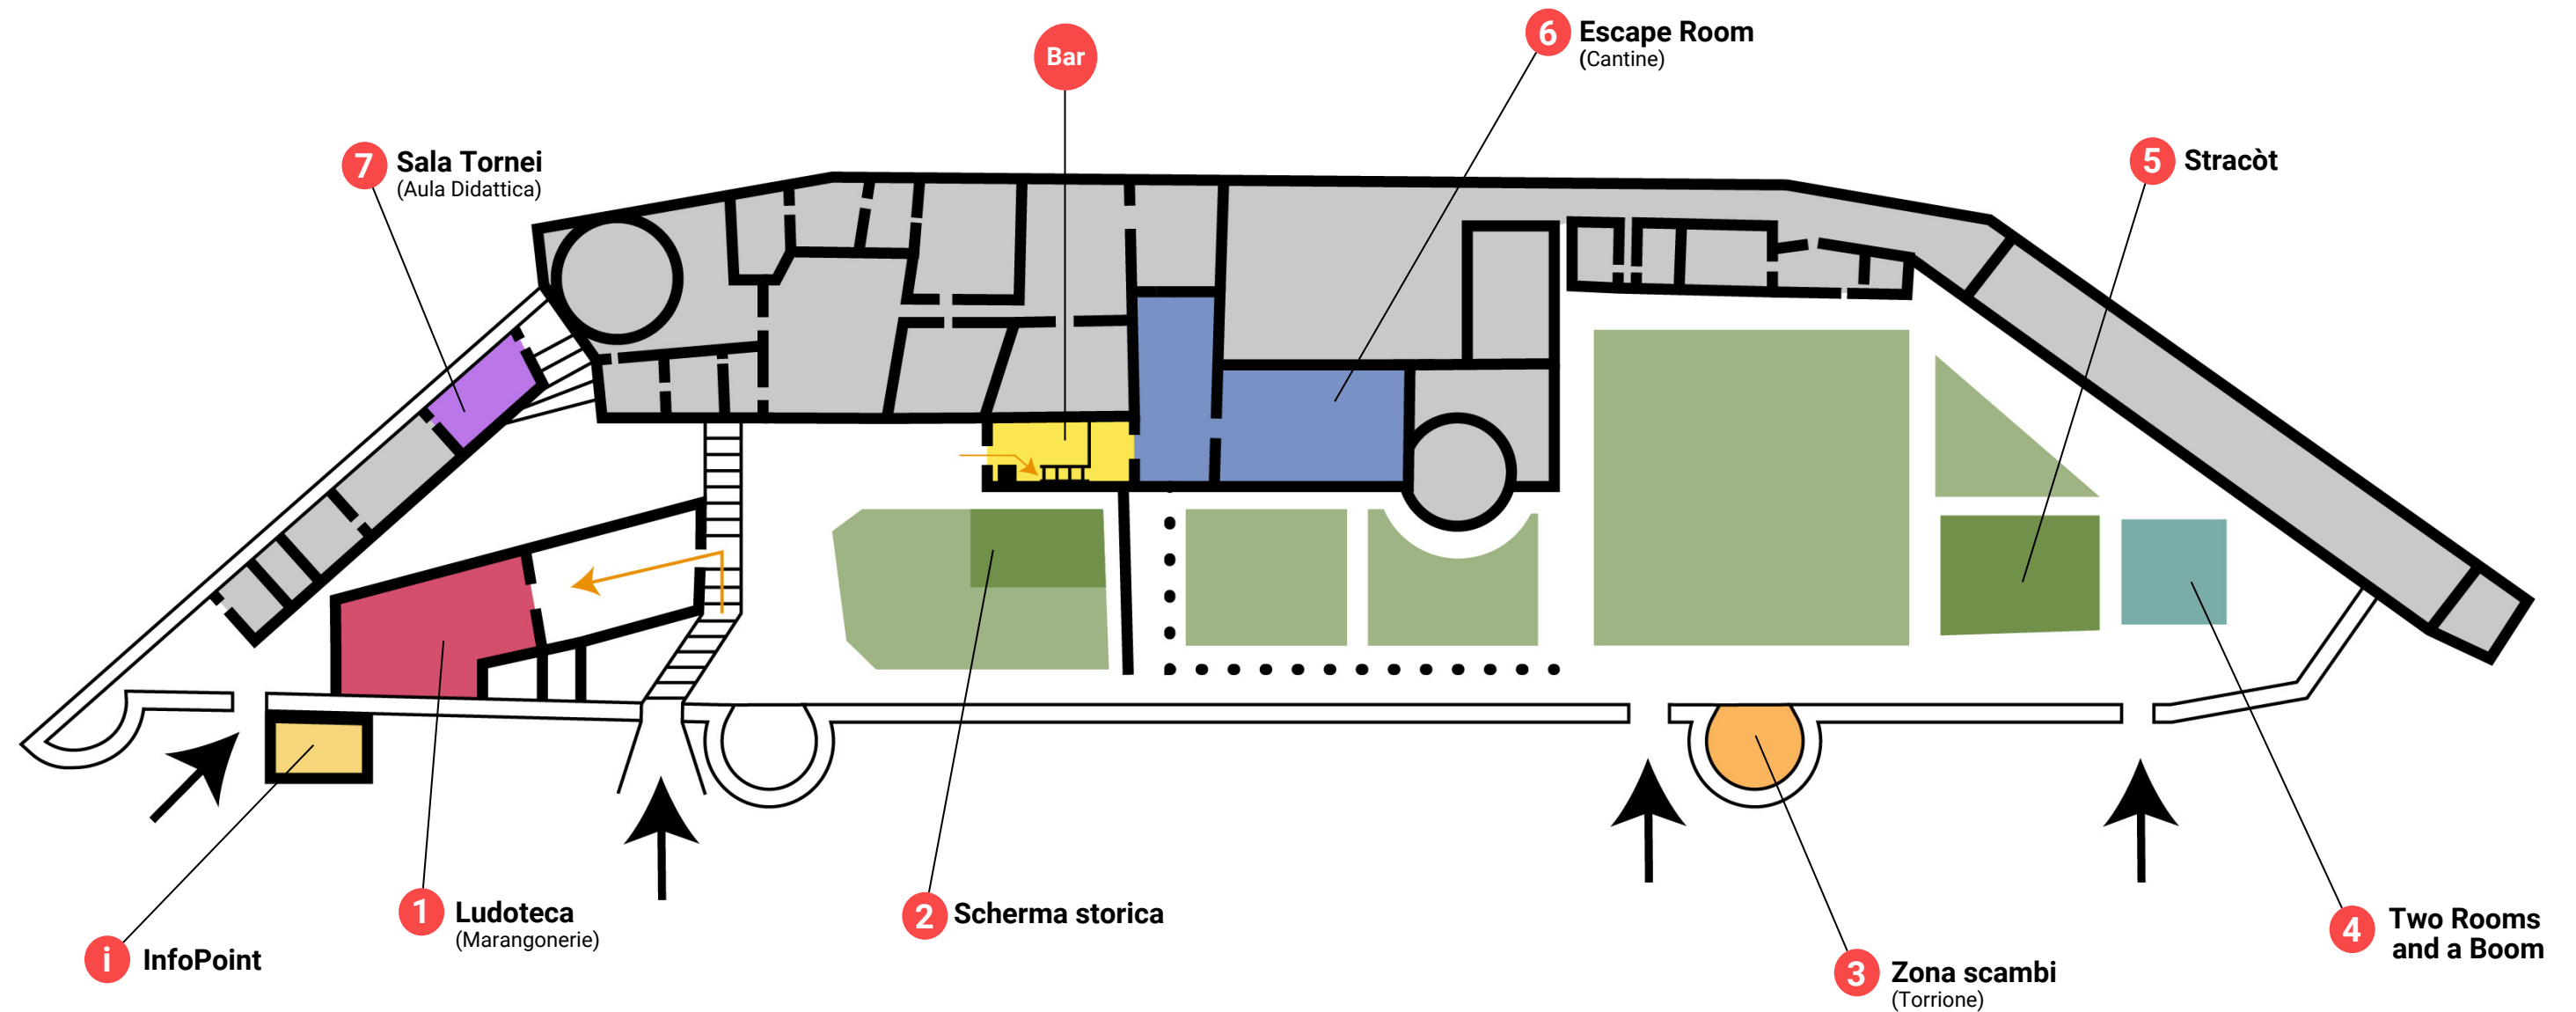 6 Escape Room
(Cantine)
Bar
7 Sala Tornei
(Aula Didattica)
5 Stracòt
1 Ludoteca
(Marangonerie)
2 Scherma storica
4 Two Rooms
and a Boom
i InfoPoint
3 Zona scambi
(Torrione)